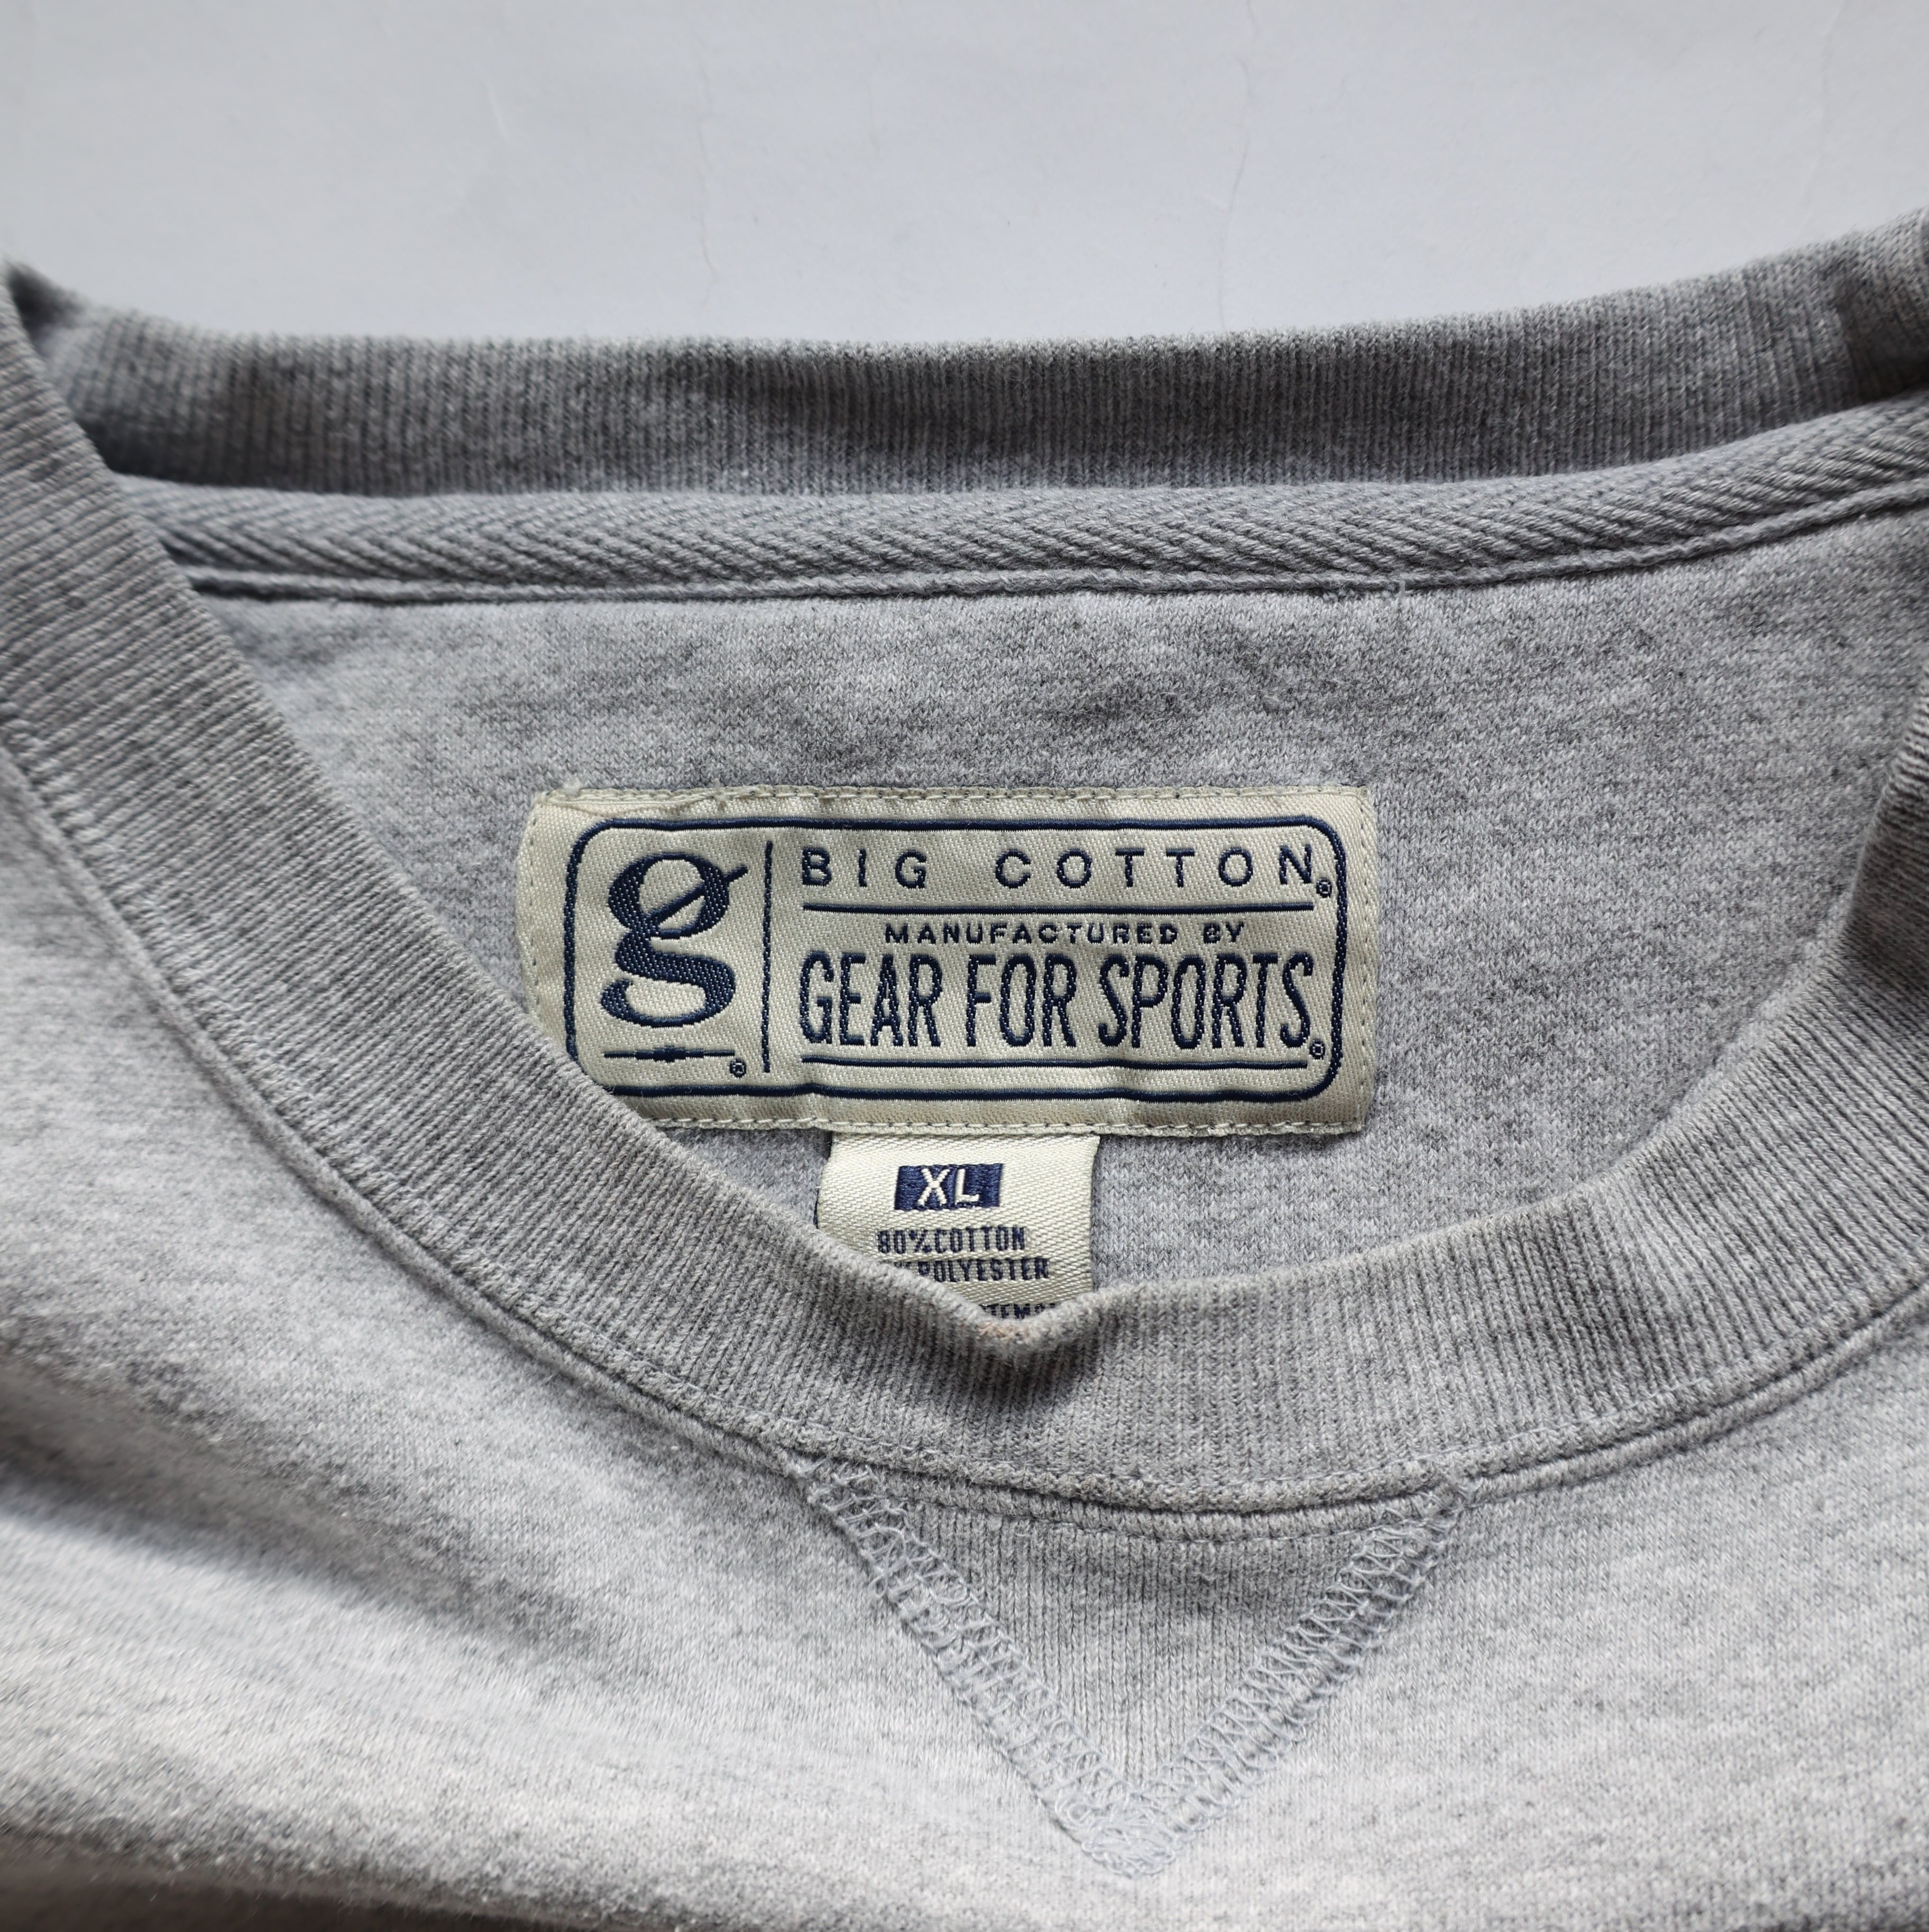 g
BIG COTTON®
MANUFACTURED BY
GEAR FOR SPORTS®
®
XL
80% COTTON
POLYESTER